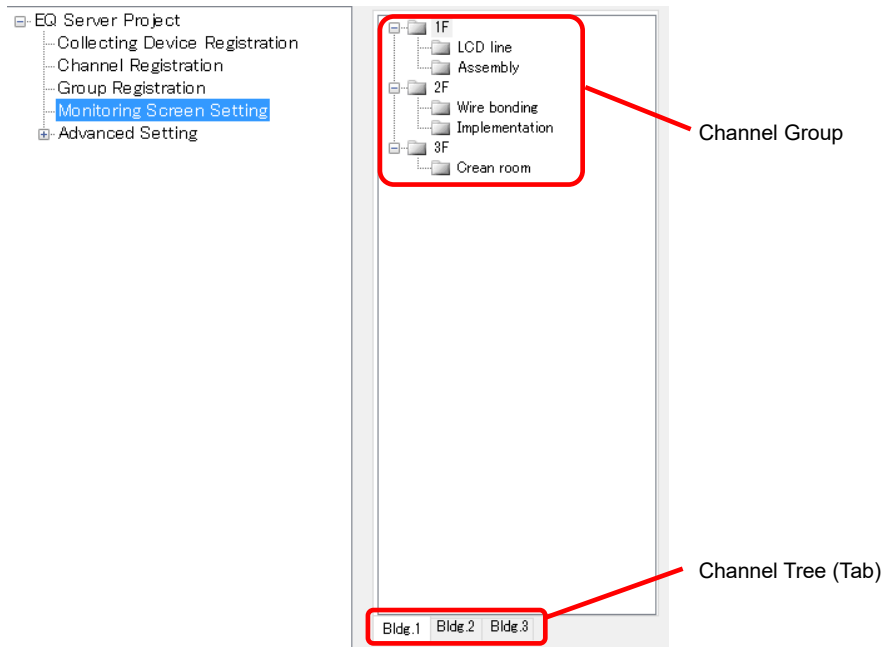 EQ Server Project
Collecting Device Registration
Channel Registration
Group Registration
Monitoring Screen Setting
Advanced Setting
1F
LCD line
Assembly
2F
Wire bonding
Implementation
3F
Crean room
Channel Group
Channel Tree (Tab)
Bldg.1 Bldg.2 Bldg.3